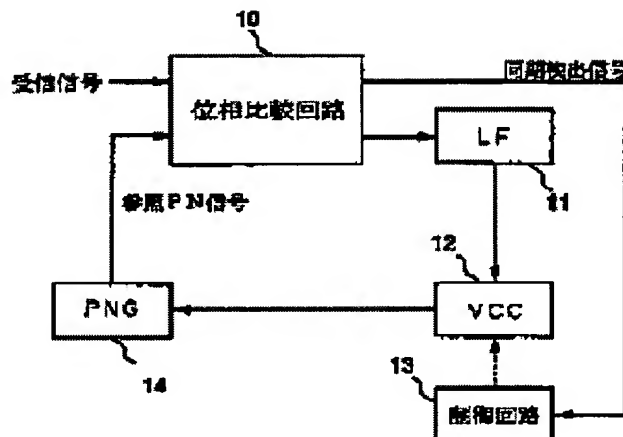 10
受信信号
同期検出信号
位相比較回路
LF
11
参照PN信号
12
PNG
VCC
14
13
制御回路